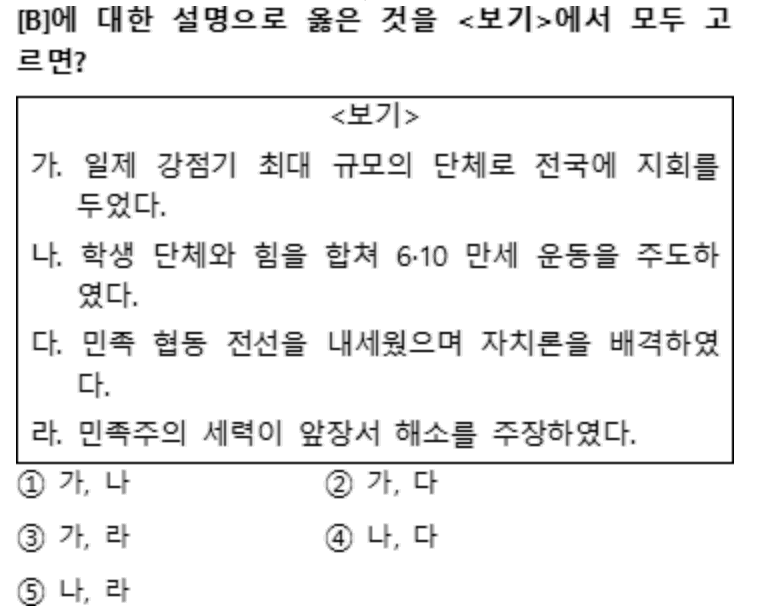 [B]에 대한 설명으로 옳은 것을 <보기>에서 모두 고
르면?
<보기>
가. 일제 강점기 최대 규모의 단체로 전국에 지회를
두었다.
나. 학생 단체와 힘을 합쳐 6·10 만세 운동을 주도하
였다.
다. 민족 협동 전선을 내세웠으며 자치론을 배격하였
다.
라. 민족주의 세력이 앞장서 해소를 주장하였다.
① 가, 나 ② 가, 다
③ 가, 라 ④ 나, 다
⑤ 나, 라